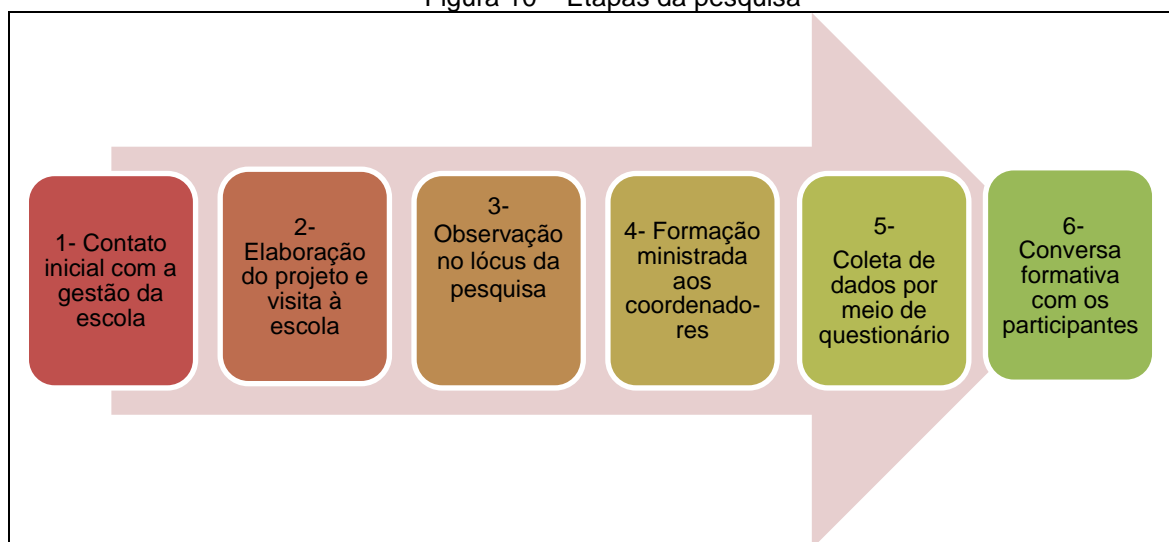 Figura 10 – Etapas da pesquisa
1- Contato
inicial com a
gestão da
escola
2-
Elaboração
do projeto e
visita à
escola
3-
Observação
no lócus da
pesquisa
4- Formação
ministrada
aos
coordenado-
res
5-
Coleta de
dados por
meio de
questionário
6-
Conversa
formativa
com os
participantes